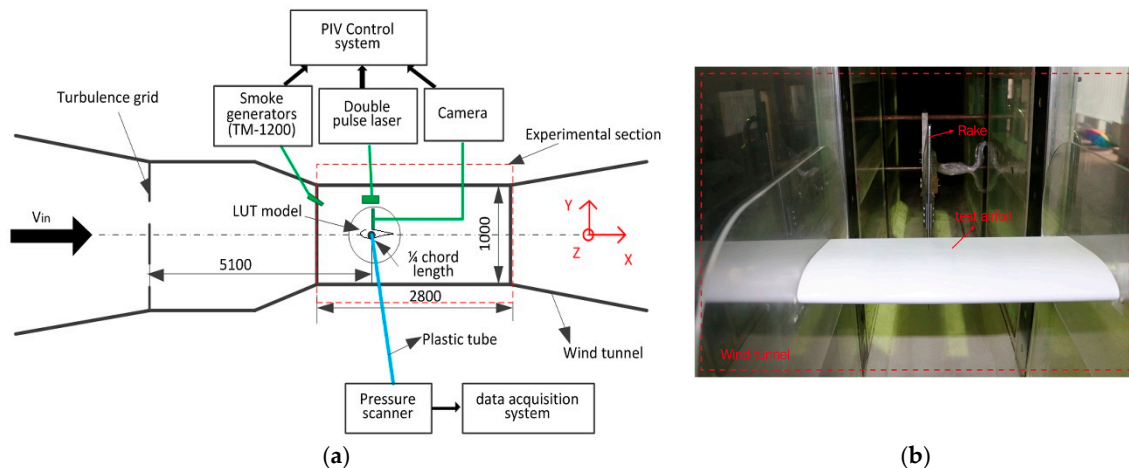 PIV Control
system
Turbulence grid
Smoke
generators
(TM-1200)
Double
pulse laser
Camera
Experimental section
Vin
LUT model
Y
Z
X
1000
¼ chord
length
5100
2800
Plastic tube
Wind tunnel
Pressure
scanner
data acquisition
system
(a)
Rake
test airfoil
Wind tunnel
(b)